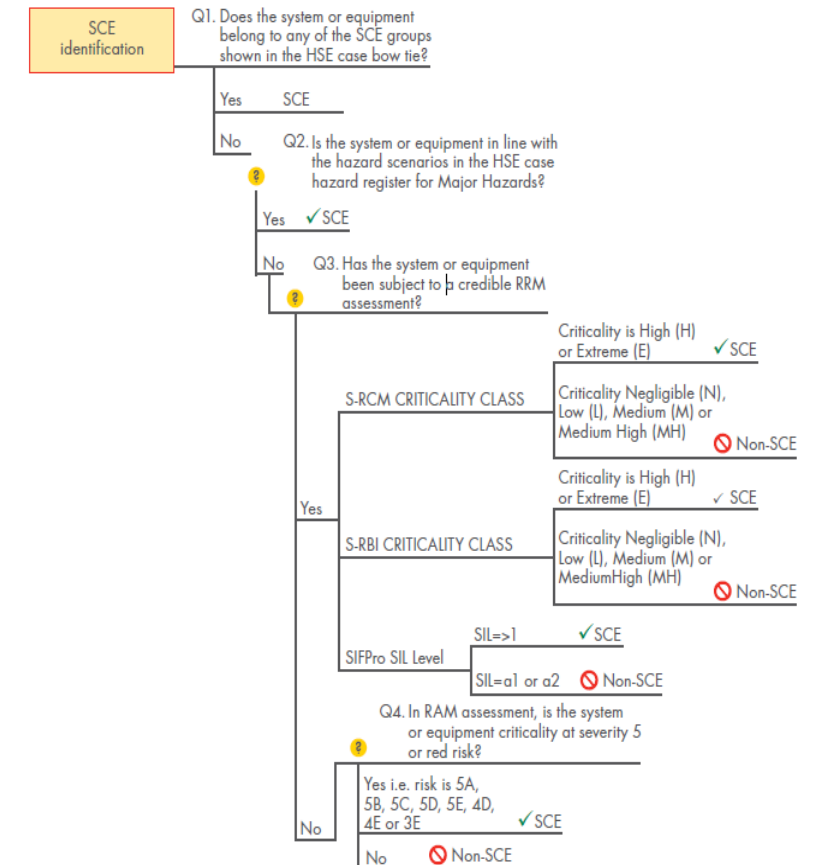 SCE
identification
Q1. Does the system or equipment
belong to any of the SCE groups
shown in the HSE case bow tie?
Yes SCE
No
Q2. Is the system or equipment in line with
the hazard scenarios in the HSE case
hazard register for Major Hazards?
?
Yes ✓ SCE
No
Q3. Has the system or equipment
been subject to a credible RRM
assessment?
?
Yes
S-RCM CRITICALITY CLASS
Criticality is High (H)
or Extreme (E) ✓ SCE
Criticality Negligible (N),
Low (L), Medium (M) or
Medium High (MH)
Non-SCE
S-RBI CRITICALITY CLASS
Criticality is High (H)
or Extreme (E) ✓ SCE
Criticality Negligible (N),
Low (L), Medium (M) or
MediumHigh (MH)
Non-SCE
SIFPro SIL Level
SIL=>1 ✓ SCE
SIL=a1 or a2 Non-SCE
No
Q4. In RAM assessment, is the system
or equipment criticality at severity 5
or red risk?
?
Yes i.e. risk is 5A,
5B, 5C, 5D, 5E, 4D,
4E or 3E ✓ SCE
No Non-SCE